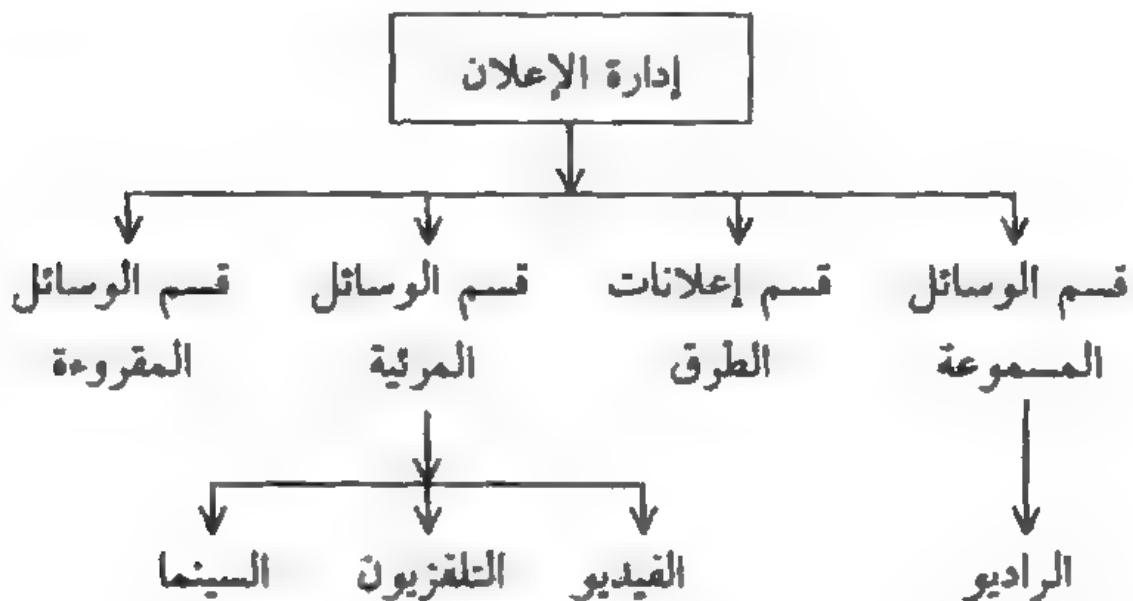 إدارة الإعلان
قسم الوسائل
المسموعة
قسم إعلانات
الطرق
قسم الوسائل
المرئية
قسم الوسائل
المقروءة
الراديو
الفيديو
التلفزيون
السينما